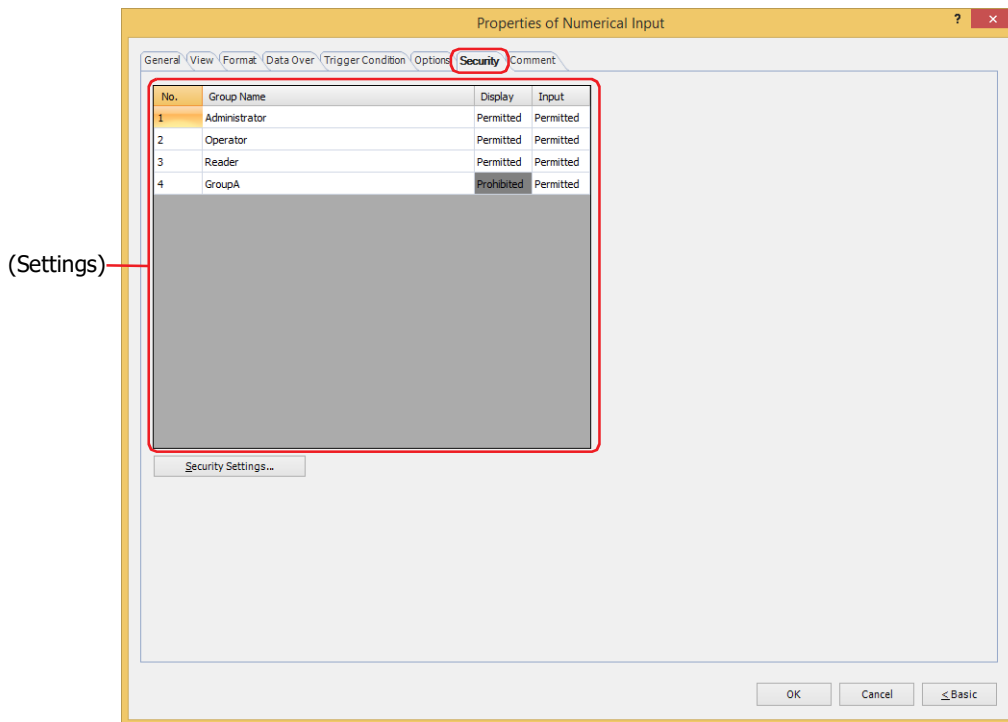 Properties of Numerical Input ? ×
General View Format Data Over Trigger Condition Options Security Comment
No. Group Name Display Input
1 Administrator Permitted Permitted
2 Operator Permitted Permitted
3 Reader Permitted Permitted
4 GroupA Prohibited Permitted
(Settings)
Security Settings...
OK Cancel < Basic